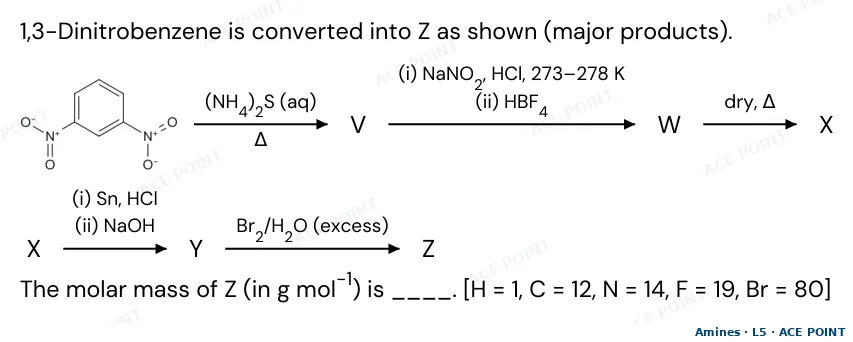 1,3-Dinitrobenzene is converted into Z as shown (major products).
(i) NaNO2, HCl, 273–278 K
(NH4)2S (aq) (ii) HBF4 dry, Δ
V W X
Δ
O⁻ N⁺ O N⁺ O O⁻
(i) Sn, HCl
(ii) NaOH Br2/H2O (excess)
X Y Z
The molar mass of Z (in g mol⁻¹) is ____. [H = 1, C = 12, N = 14, F = 19, Br = 80]
Amines · L5 · ACE POINT
ACE POINT